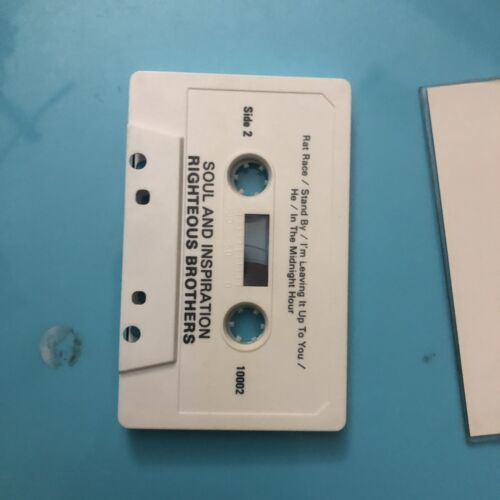 Rat Race / Stand By / I'm Leaving It Up To You /
He / In The Midnight Hour
Side 2
10002
SOUL AND INSPIRATION
RIGHTEOUS BROTHERS